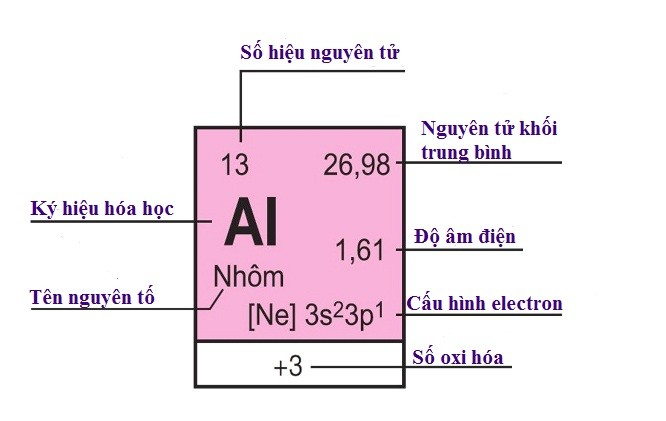 Số hiệu nguyên tử
13
26,98
Nguyên tử khối
trung bình
Ký hiệu hóa học
Al
1,61
Độ âm điện
Nhôm
Tên nguyên tố
[Ne] 3s²3p¹
Cấu hình electron
+3
Số oxi hóa